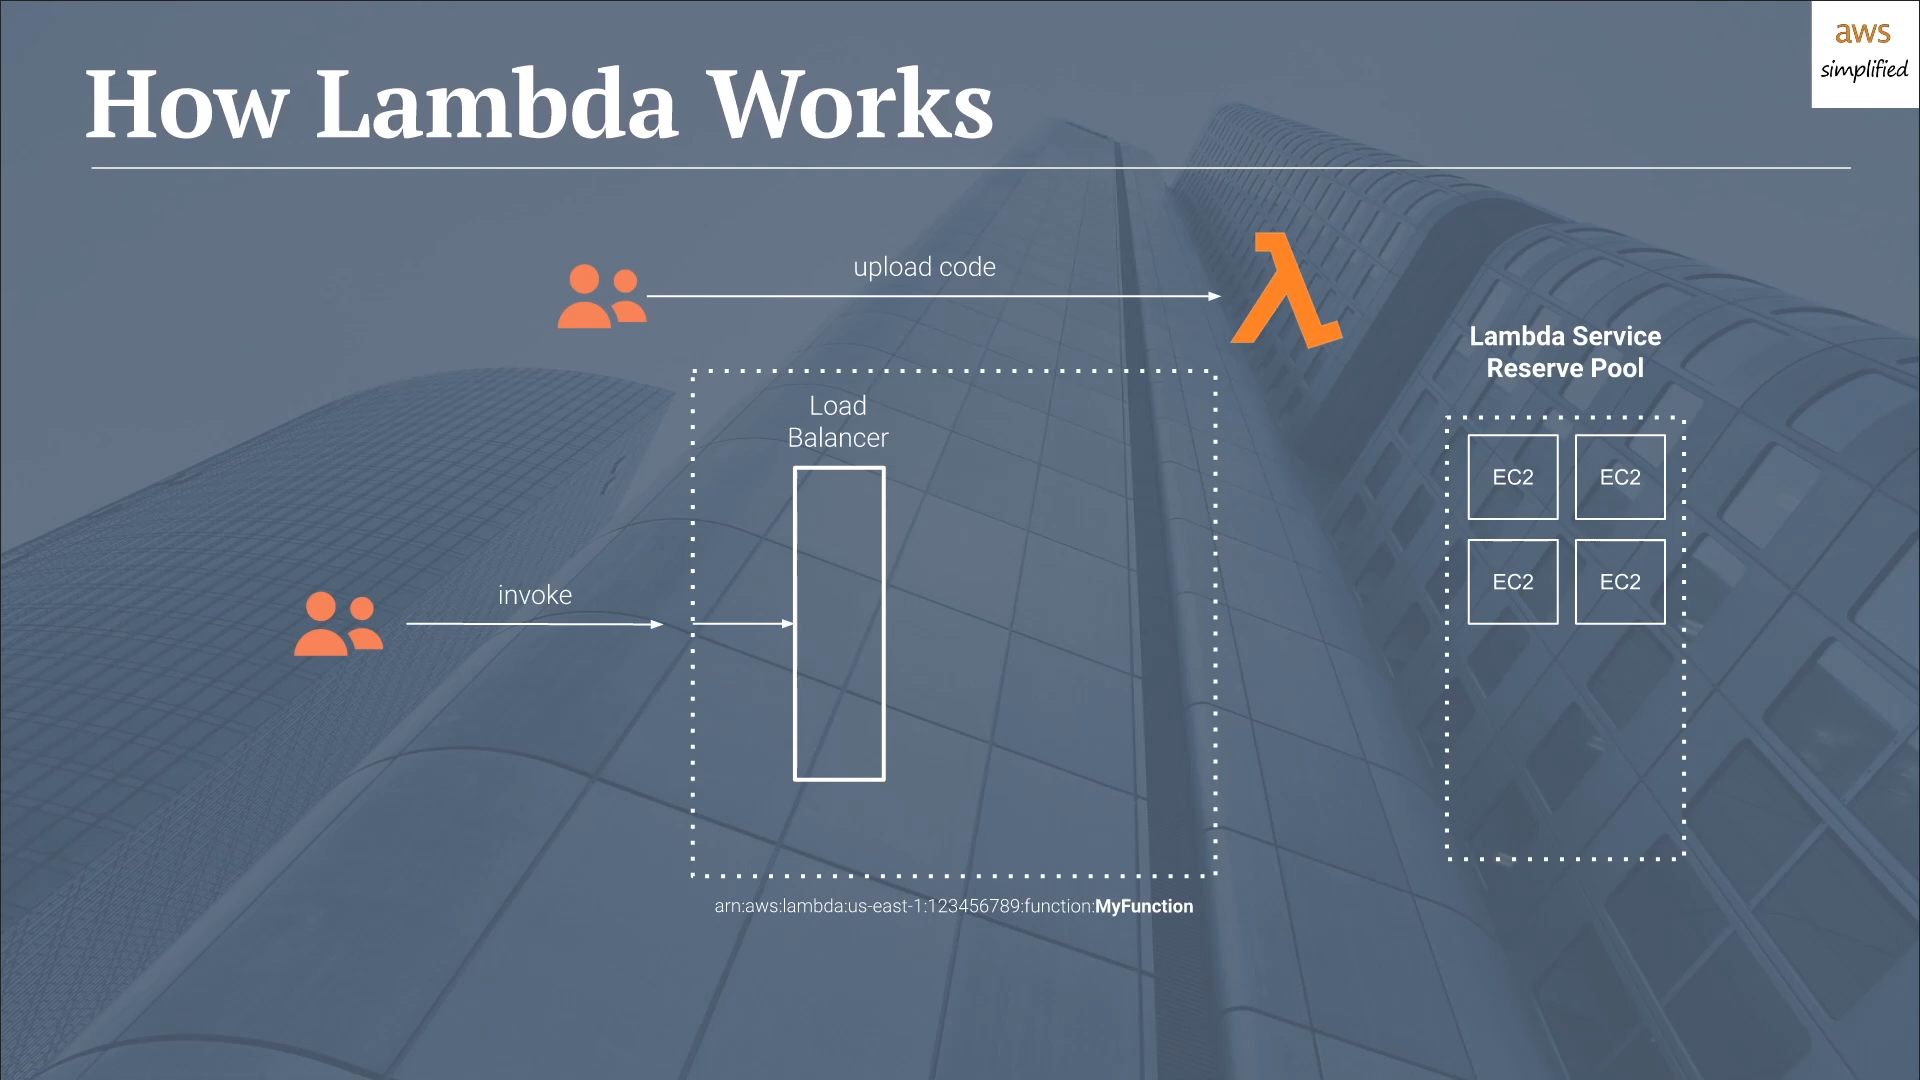 How Lambda Works
aws
simplified
upload code
Lambda Service
Reserve Pool
Load
Balancer
EC2
EC2
EC2
EC2
invoke
arn:aws:lambda:us-east-1:123456789:function:MyFunction